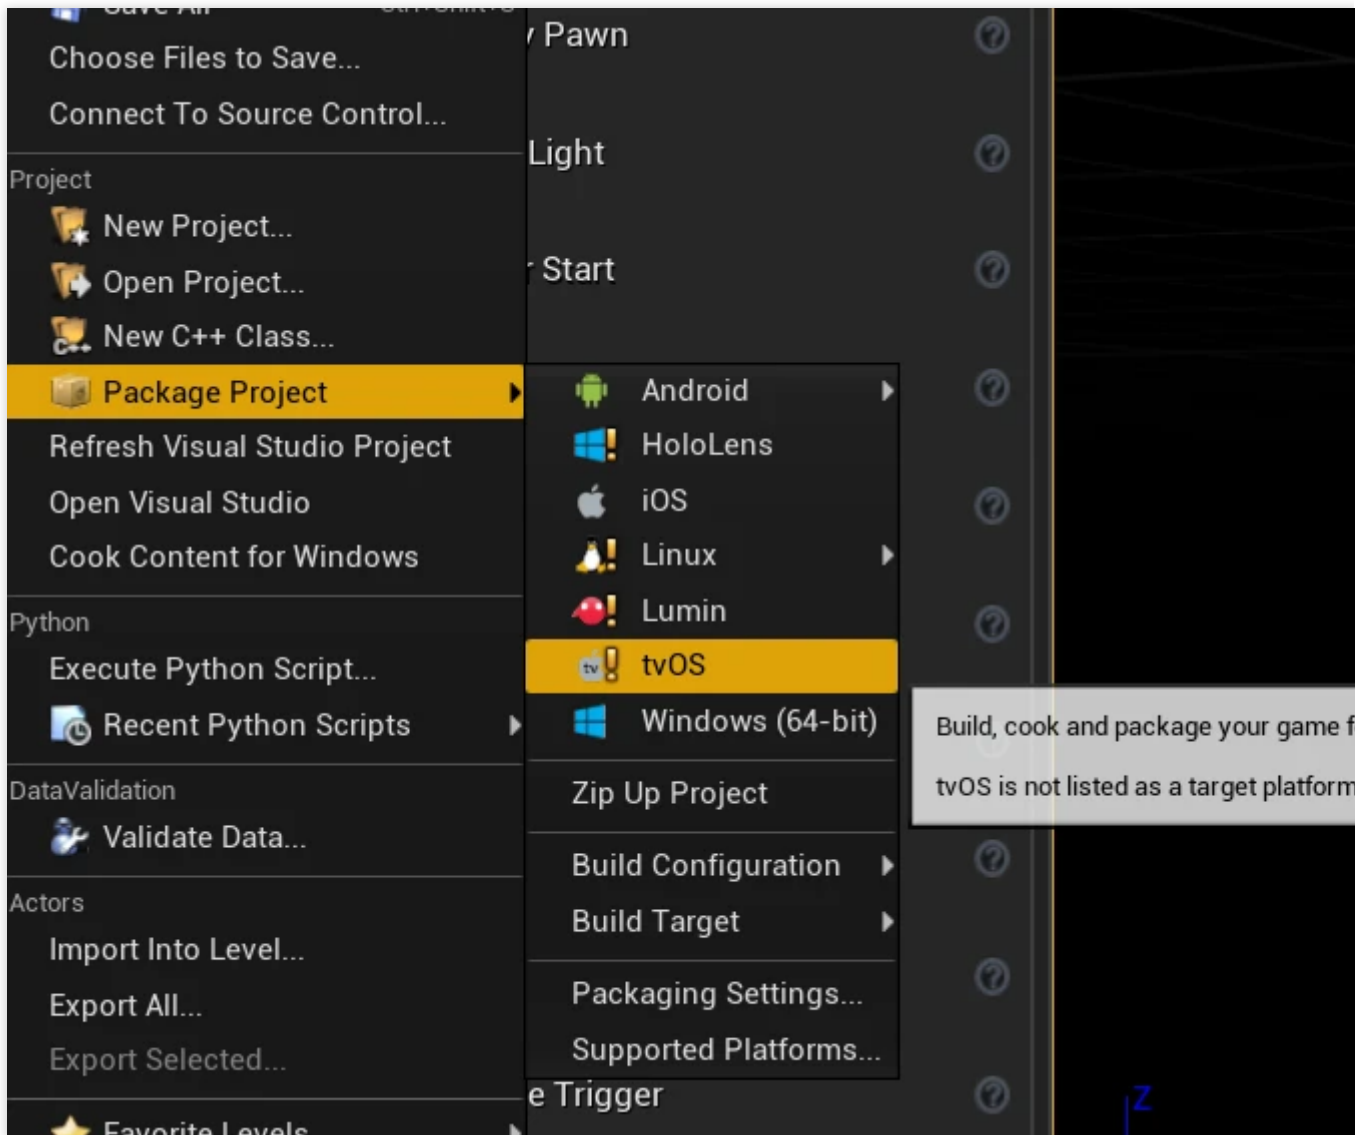 Save All Ctrl+Shift+S
Choose Files to Save...
Connect To Source Control...
Project
New Project...
Open Project...
New C++ Class...
Package Project
Refresh Visual Studio Project
Open Visual Studio
Cook Content for Windows
Python
Execute Python Script...
Recent Python Scripts
DataValidation
Validate Data...
Actors
Import Into Level...
Export All...
Export Selected...
Favorite Levels
y Pawn
Light
r Start
Android
HoloLens
iOS
Linux
Lumin
tvOS
Windows (64-bit)
Zip Up Project
Build Configuration
Build Target
Packaging Settings...
Supported Platforms...
e Trigger
Build, cook and package your game f
tvOS is not listed as a target platform
Z